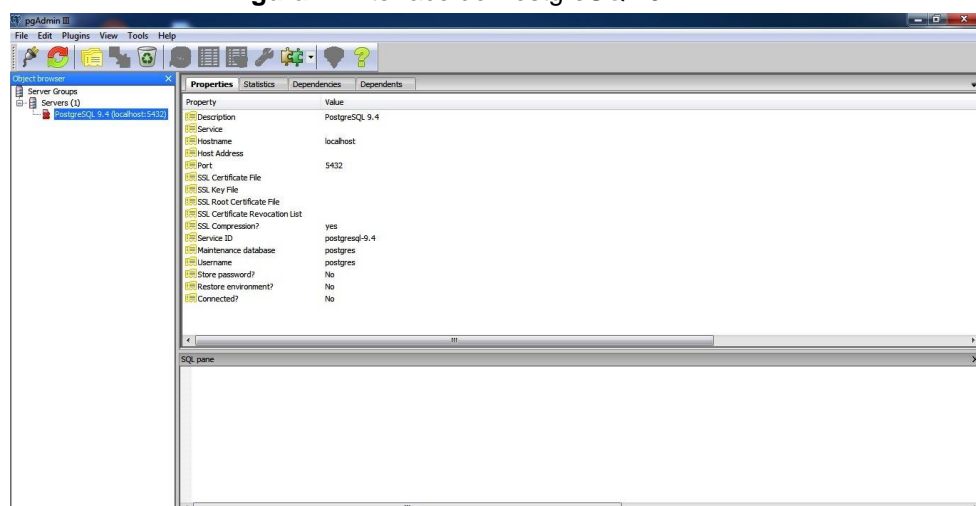 pgAdmin III
File Edit Plugins View Tools Help
Object browser
Server Groups
Servers (1)
PostgreSQL 9.4 (localhost:5432)
Properties Statistics Dependencies Dependents
Property Value
Description PostgreSQL 9.4
Service
Hostname localhost
Host Address
Port 5432
SSL Certificate File
SSL Key File
SSL Root Certificate File
SSL Certificate Revocation List
SSL Compression? yes
Service ID postgresql-9.4
Maintenance database postgres
Username postgres
Store password? No
Restore environment? No
Connected? No
SQL pane